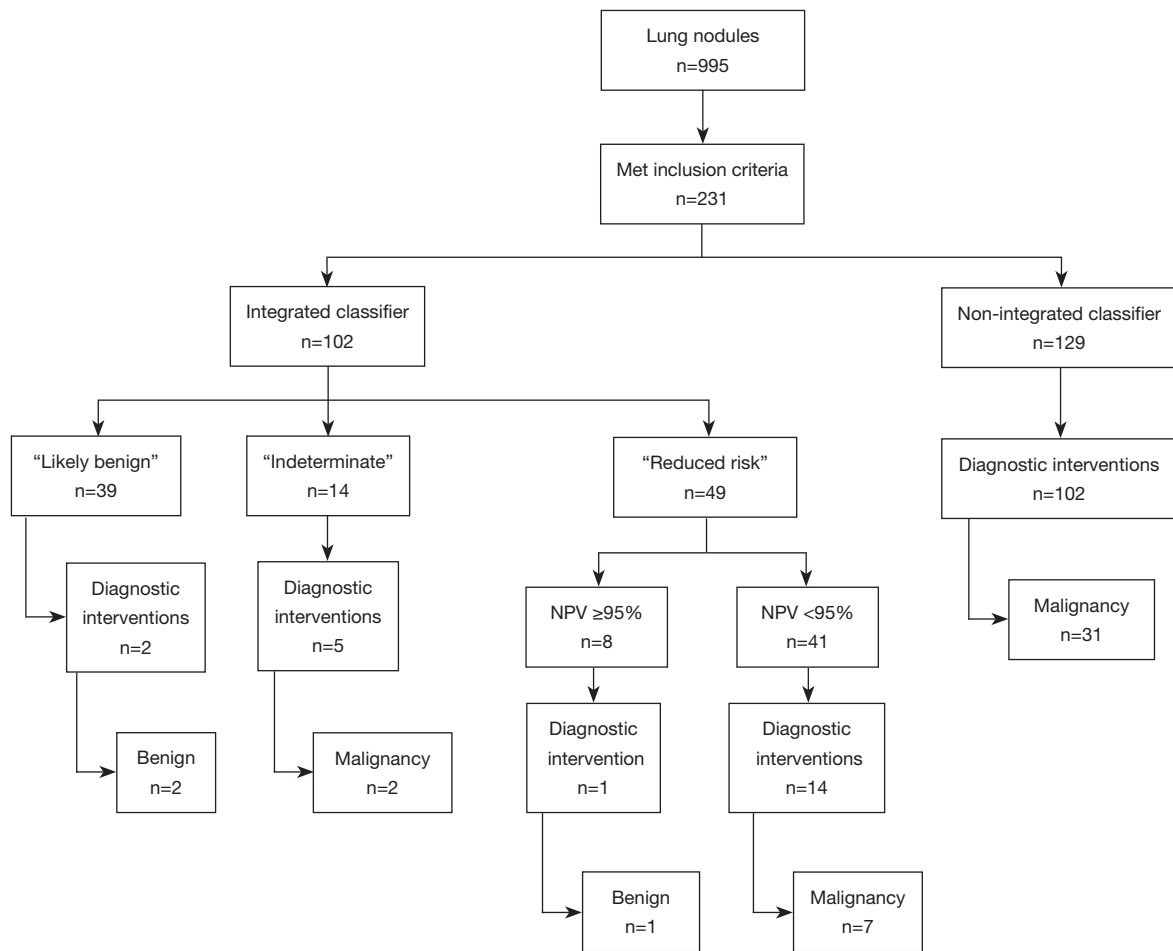 Lung nodules
n=995
Met inclusion criteria
n=231
Integrated classifier
n=102
Non-integrated classifier
n=129
“Likely benign”
n=39
“Indeterminate”
n=14
“Reduced risk”
n=49
Diagnostic interventions
n=102
Diagnostic
interventions
n=2
Diagnostic
interventions
n=5
NPV ≥95%
n=8
NPV <95%
n=41
Malignancy
n=31
Benign
n=2
Malignancy
n=2
Diagnostic
intervention
n=1
Diagnostic
interventions
n=14
Benign
n=1
Malignancy
n=7